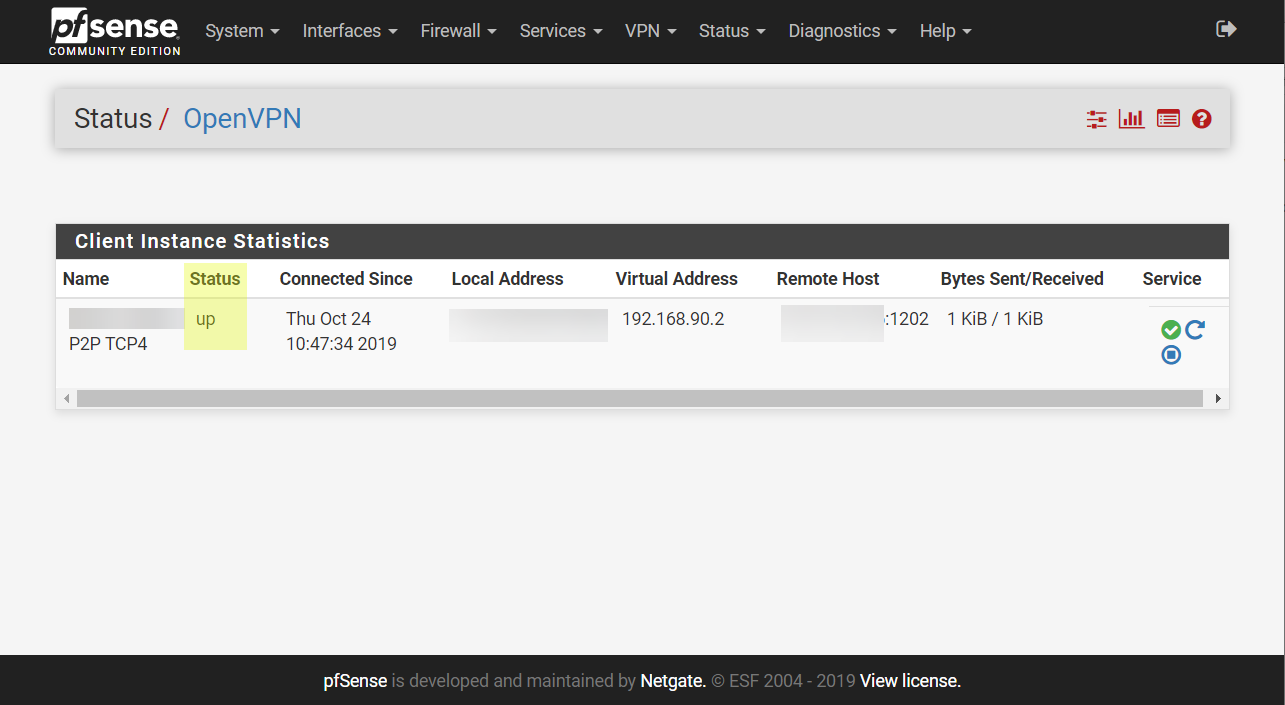 pfsense
COMMUNITY EDITION
System Interfaces Firewall Services VPN Status Diagnostics Help
Status / OpenVPN
Client Instance Statistics
Name Status Connected Since Local Address Virtual Address Remote Host Bytes Sent/Received Service
up Thu Oct 24 192.168.90.2 :1202 1 KiB / 1 KiB
P2P TCP4 10:47:34 2019
pfSense is developed and maintained by Netgate. © ESF 2004 - 2019 View license.